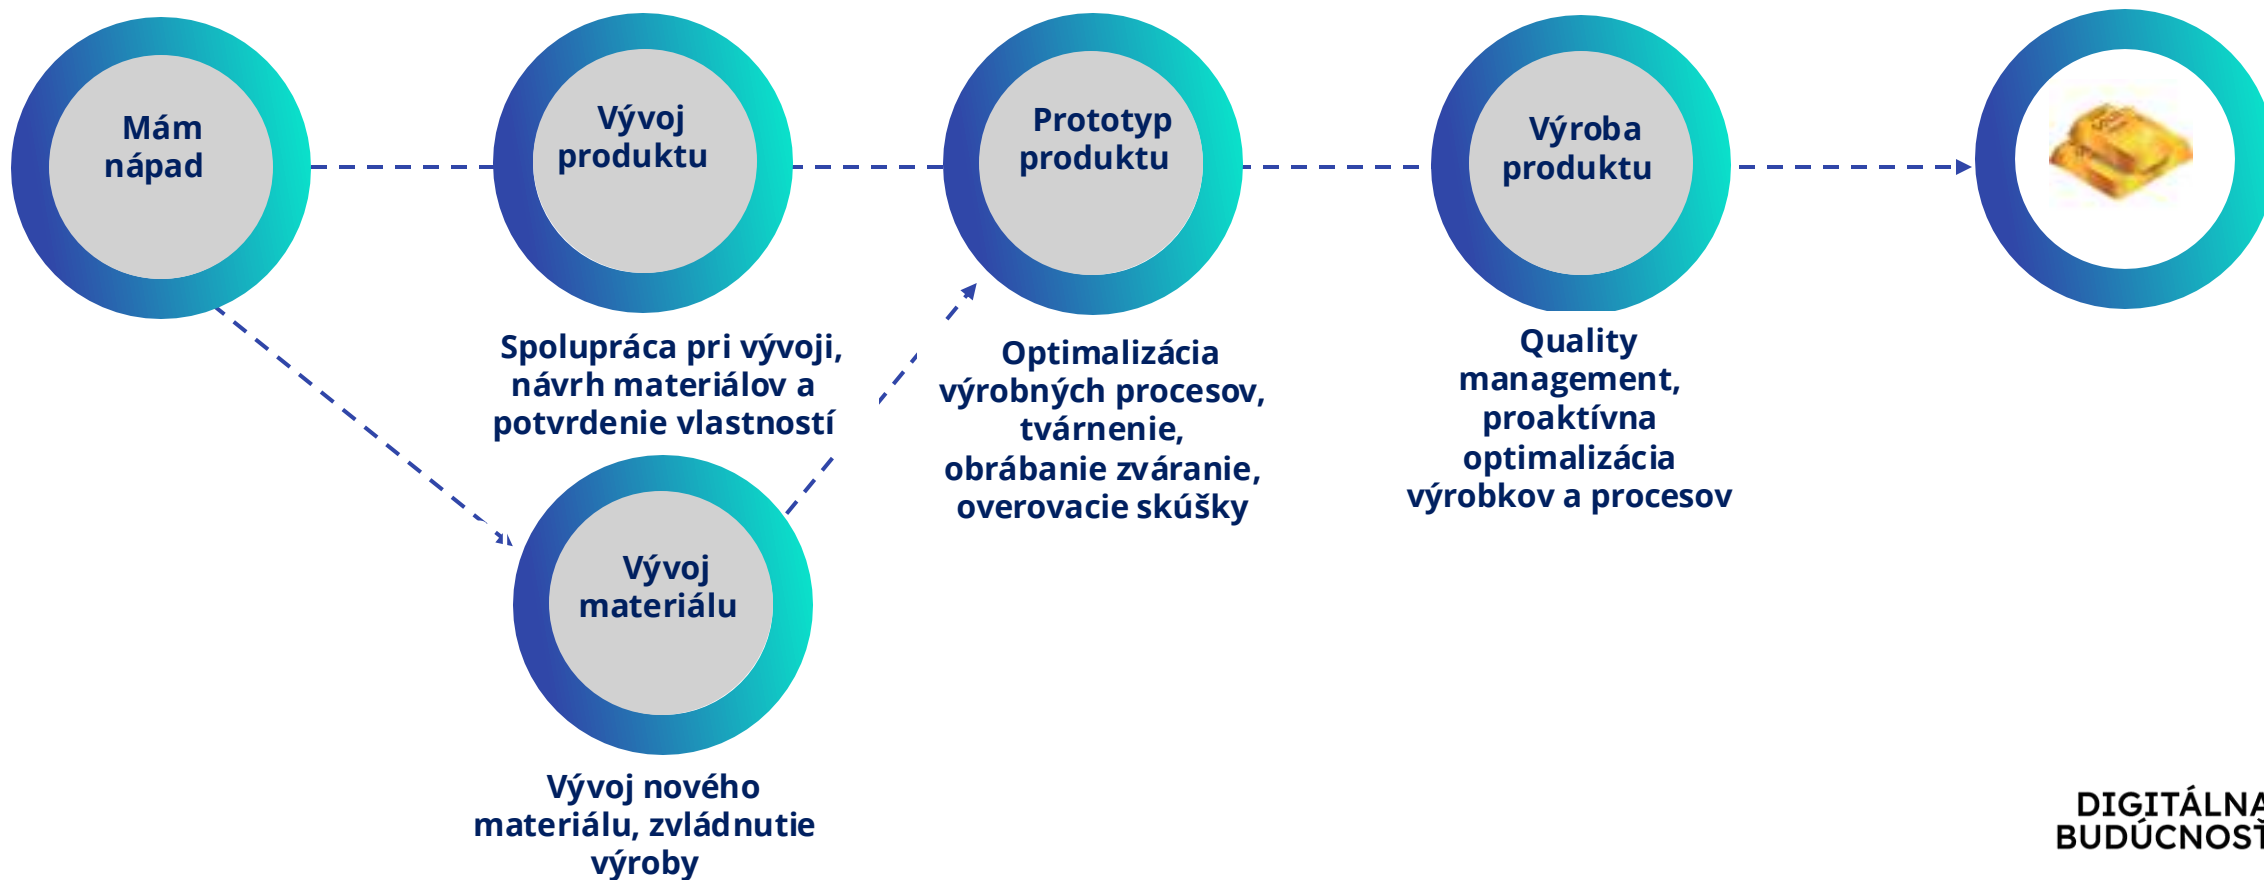 Mám
nápad
Vývoj
produktu
Prototyp
produktu
Výroba
produktu
Spolupráca pri vývoji,
návrh materiálov a
potvrdenie vlastností
Optimalizácia
výrobných procesov,
tvárnenie,
obrábanie zváranie,
overovacie skúšky
Quality
management,
proaktívna
optimalizácia
výrobkov a procesov
Vývoj
materiálu
Vývoj nového
materiálu, zvládnutie
výroby
DIGITÁLNA
BUDÚCNOSŤ